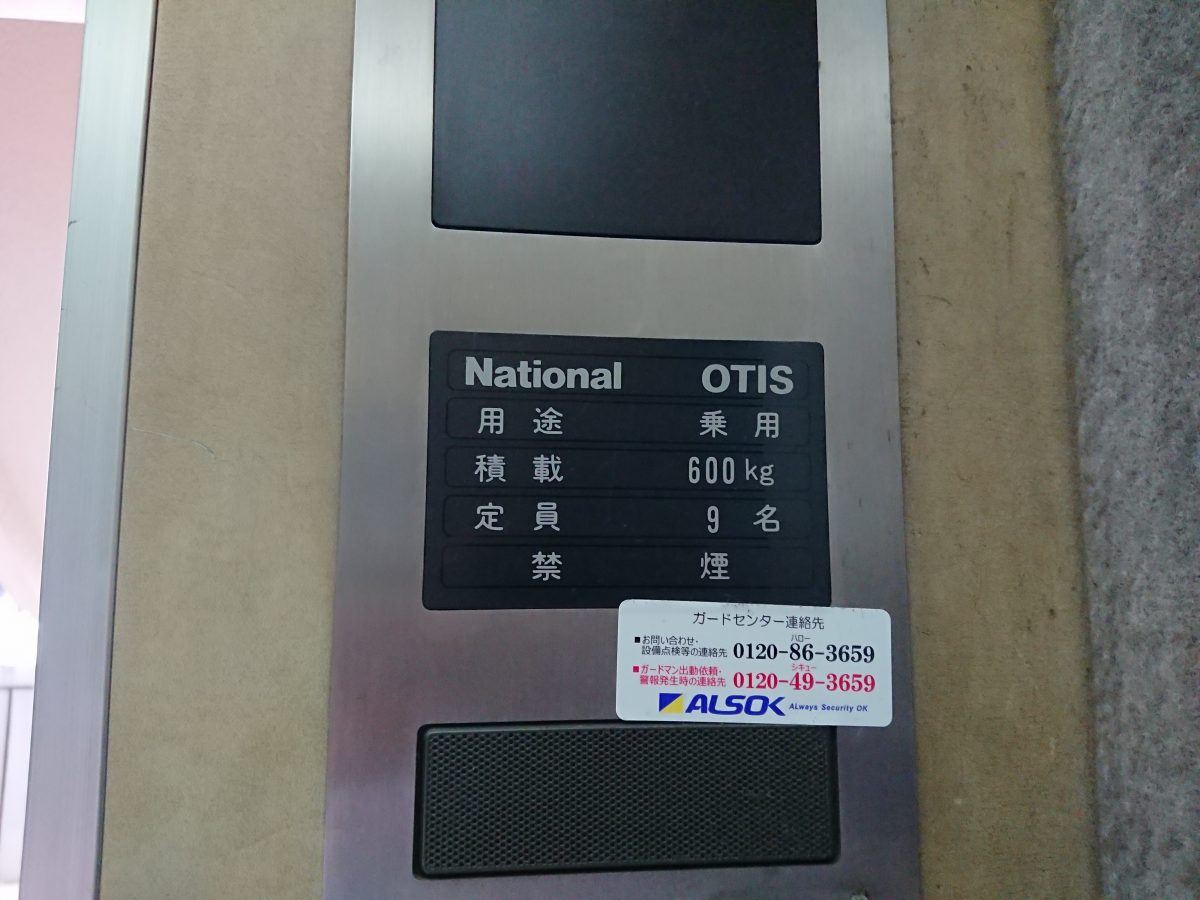 National OTIS
用途 乗用
積載 600kg
定員 9名
禁煙
ガードセンター連絡先
■お問い合わせ・
設備点検等の連絡先 0120-86-3659
ハロー
■ガードマン出動依頼・
警報発生時の連絡先 0120-49-3659
シキュー
ALSOK ALways Security OK